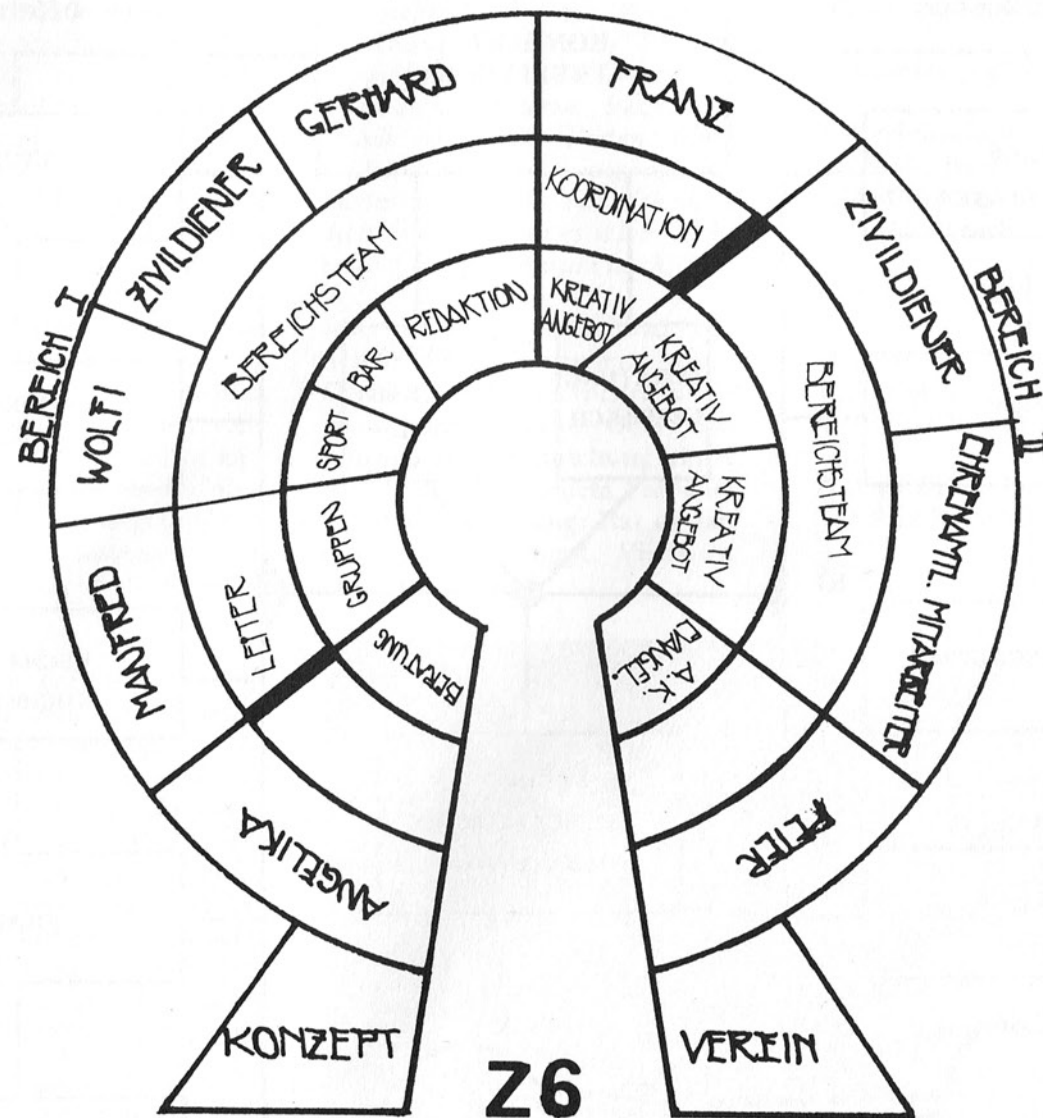 GERHARD
FRANZ
ZIVILDIENER
ZIVILDIENER
BEREICH I
BEREICH II
WOLFI
MANFRED
ANGELIKA
EHRENAMTL. MITARBEITER
PETER
BEREICHSTEAM
KOORDINATION
BEREICHSTEAM
LEITER
REDAKTION
KREATIV
ANGEBOT
KREATIV
ANGEBOT
KREATIV
ANGEBOT
BAR
SPORT
GRUPPEN
BERATUNG
A.K.
EVANGEL.
KONZEPT
VEREIN
Z6